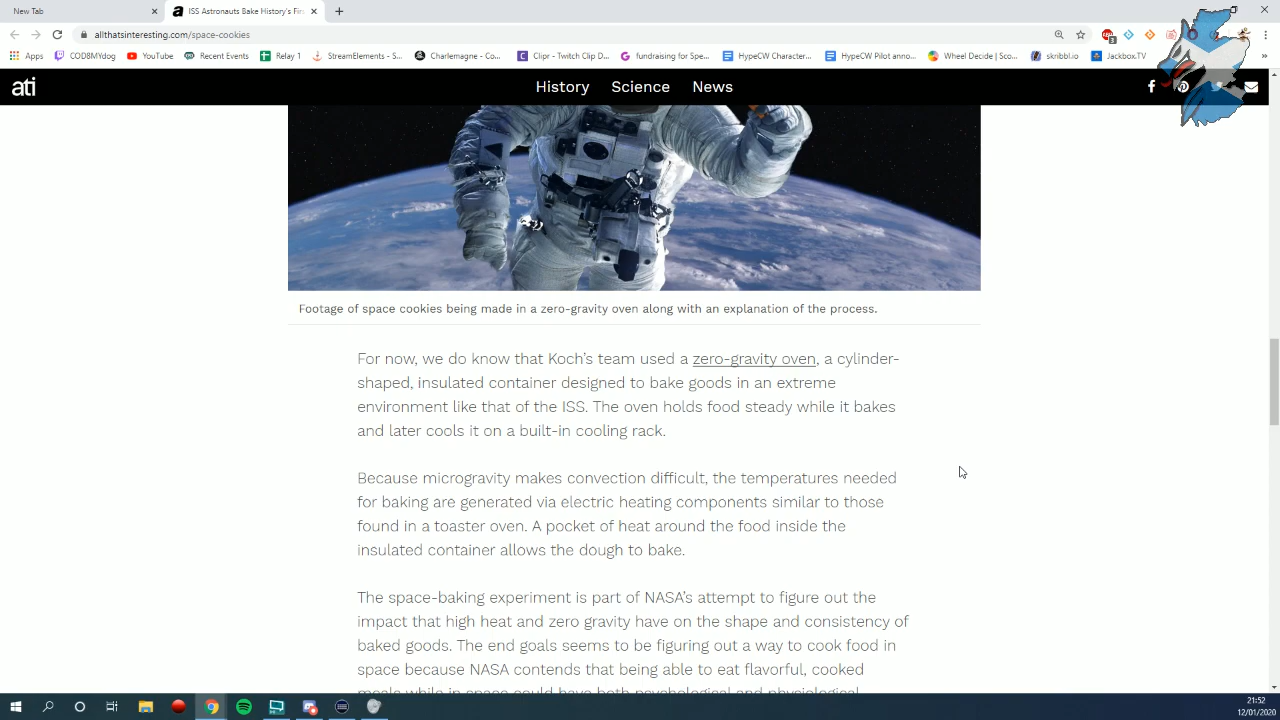 New Tab
ISS Astronauts Bake History's Fir
allthatsinteresting.com/space-cookies
Apps
COD8MYdog
YouTube
Recent Events
Relay 1
StreamElements - S...
Charlemagne - Co...
Clipr - Twitch Clip D...
fundraising for Spe...
HypeCW Character...
HypeCW Pilot anno...
Wheel Decide | Sco...
skribbl.io
Jackbox.TV
ati
History
Science
News
Footage of space cookies being made in a zero-gravity oven along with an explanation of the process.
For now, we do know that Koch's team used a zero-gravity oven, a cylinder-
shaped, insulated container designed to bake goods in an extreme
environment like that of the ISS. The oven holds food steady while it bakes
and later cools it on a built-in cooling rack.
Because microgravity makes convection difficult, the temperatures needed
for baking are generated via electric heating components similar to those
found in a toaster oven. A pocket of heat around the food inside the
insulated container allows the dough to bake.
The space-baking experiment is part of NASA's attempt to figure out the
impact that high heat and zero gravity have on the shape and consistency of
baked goods. The end goals seems to be figuring out a way to cook food in
space because NASA contends that being able to eat flavorful, cooked
meals while in space could have both psychological and physiological
21:52
12/01/2020